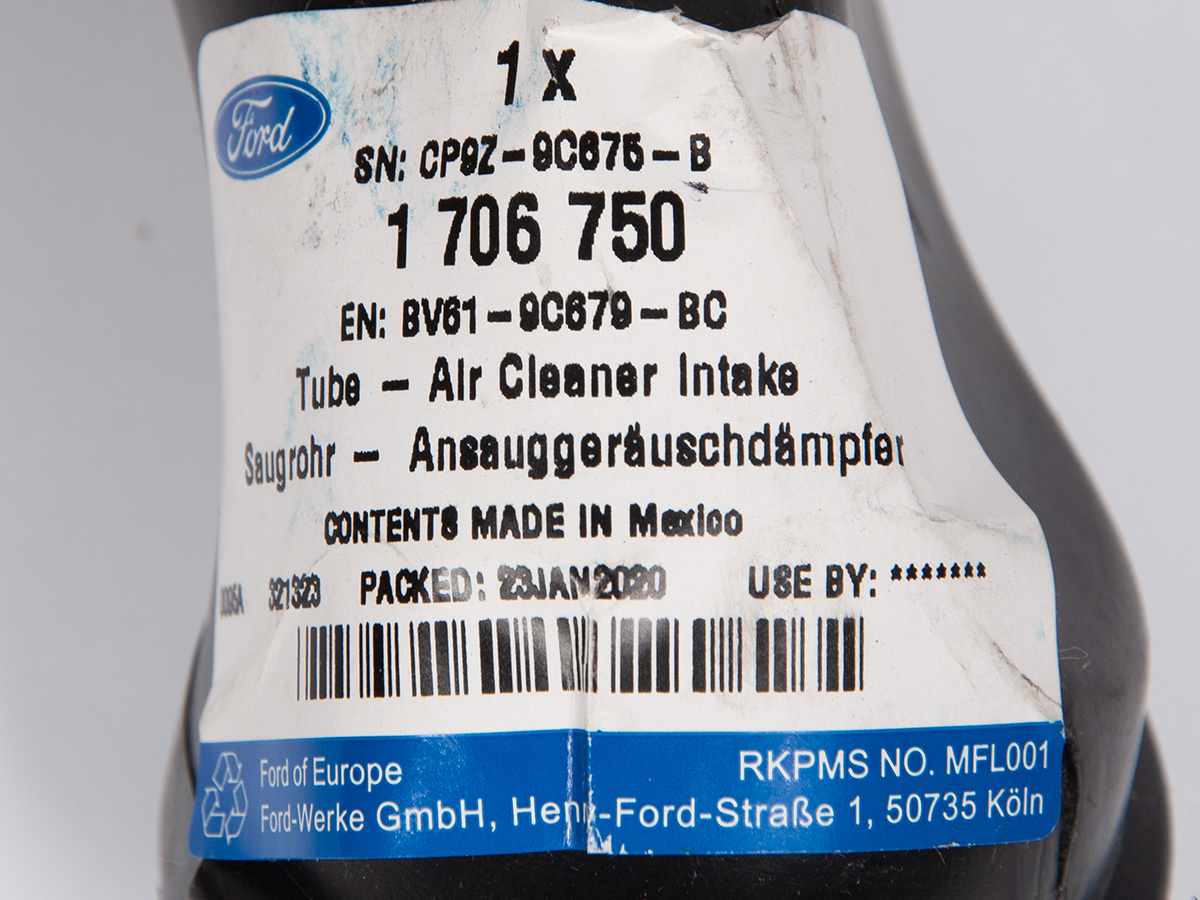 1 X
Ford
SN: CP9Z-9C675-B
1 706 750
EN: BV61-9C679-BC
Tube - Air Cleaner Intake
Saugrohr - Ansauggeräuschdämpfer
CONTENTS MADE IN Mexico
321323 PACKED: 23JAN2020 USE BY: *******
Ford of Europe RKPMS NO. MFL001
Ford-Werke GmbH, Henry-Ford-Straße 1, 50735 Köln